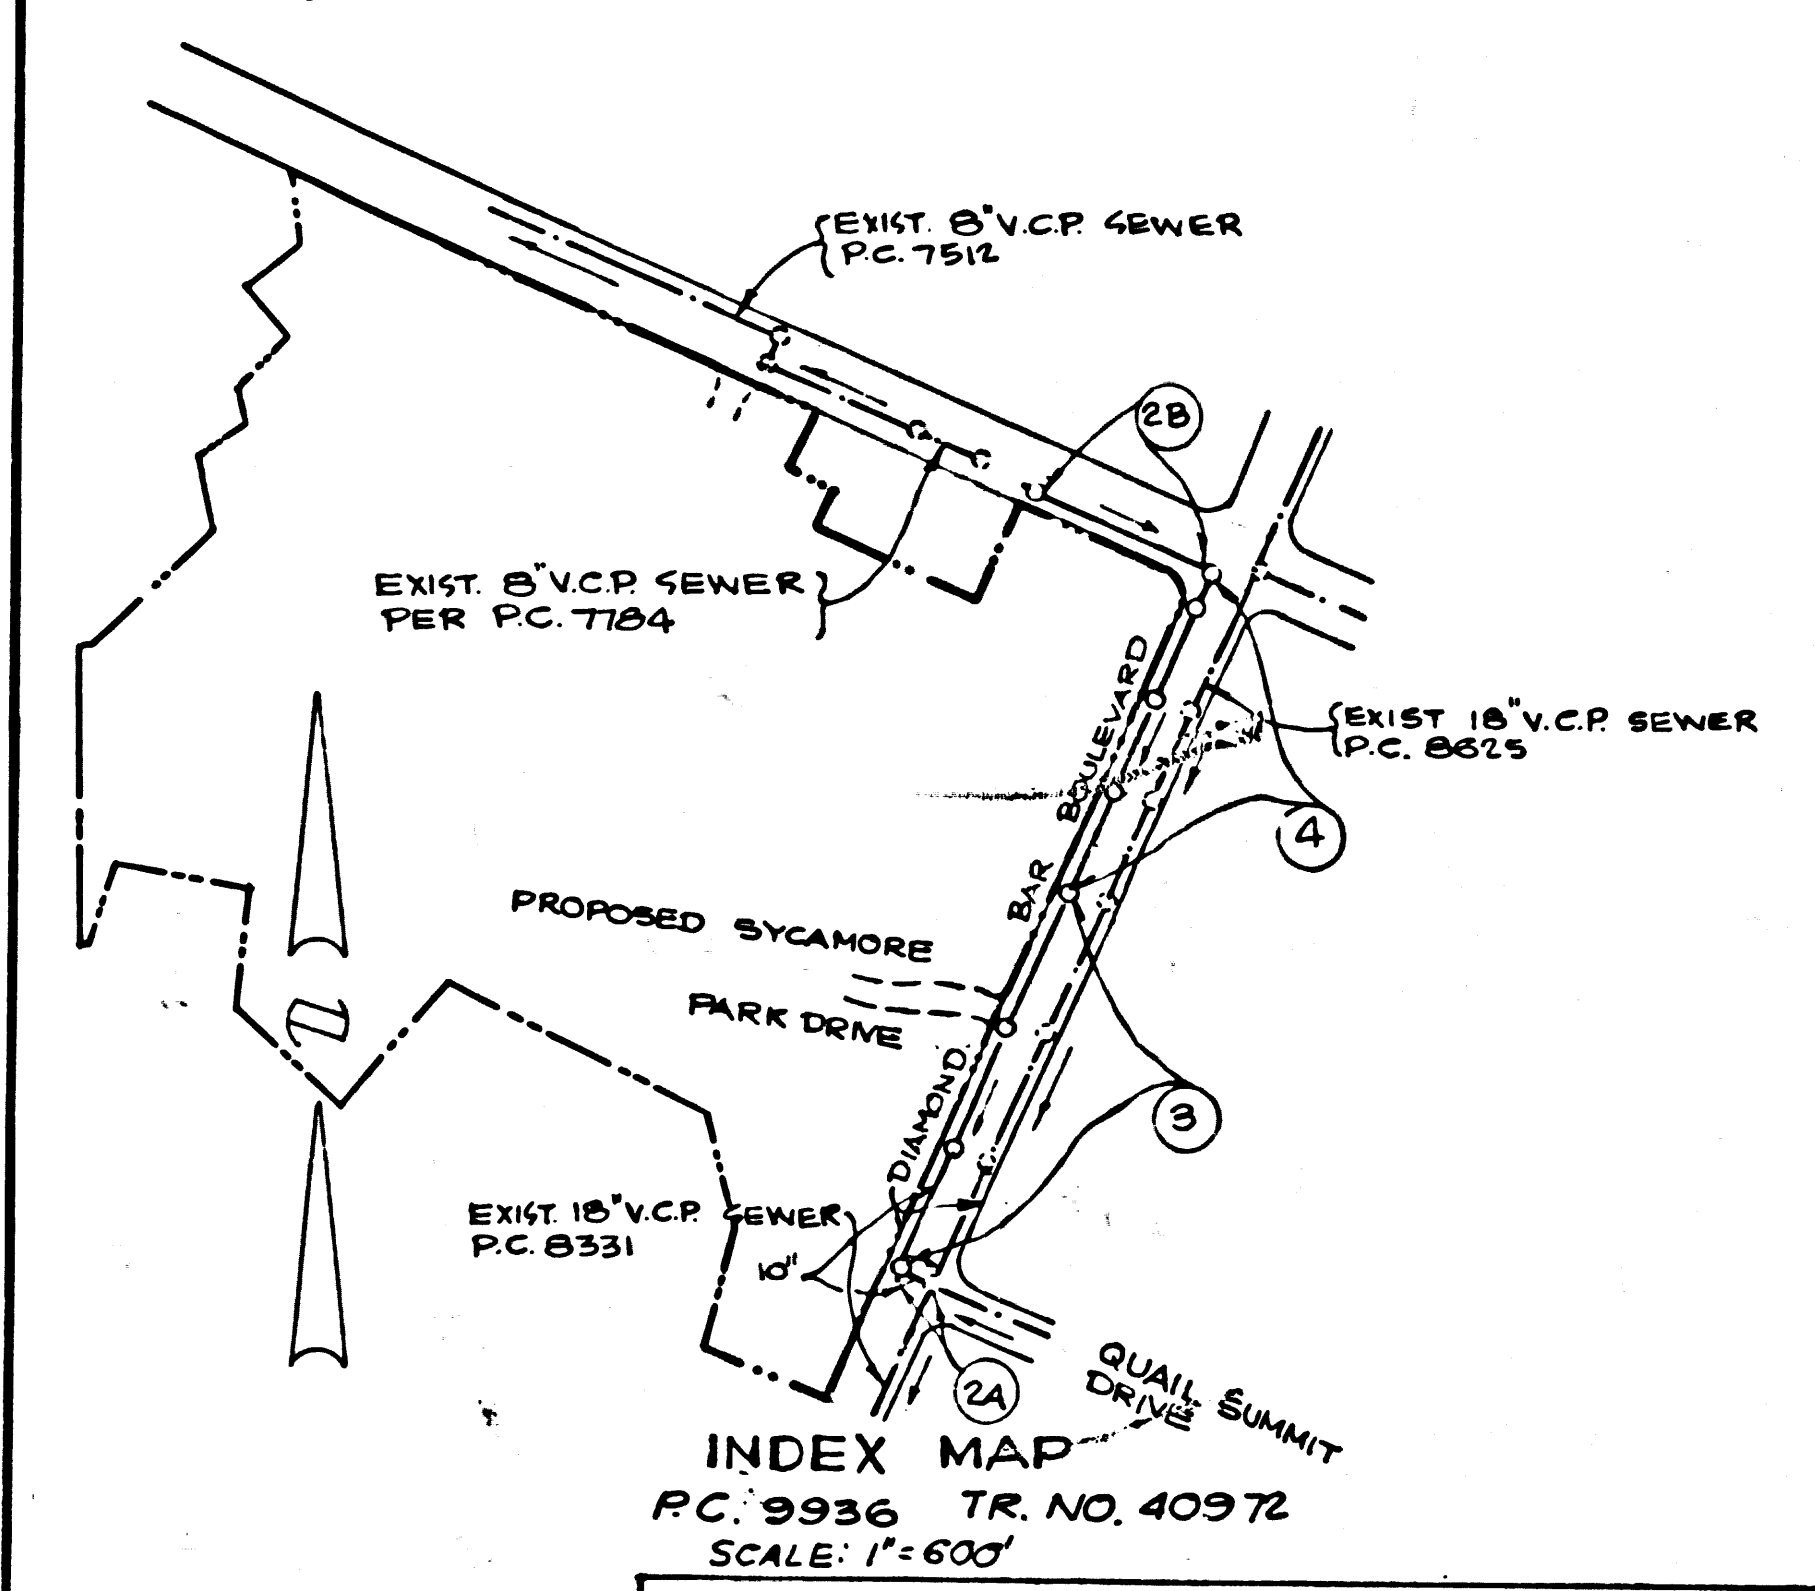 EXIST. 8" V.C.P. SEWER
P.C. 7512
2B
EXIST. 8" V.C.P. SEWER
PER P.C. 7784
EXIST 18" V.C.P. SEWER
P.C. 8625
4
DIAMOND BAR BOULEVARD
PROPOSED SYCAMORE
PARK DRIVE
N
3
EXIST. 18" V.C.P. SEWER
P.C. 8331
10"
2A
QUAIL SUMMIT
DRIVE
INDEX MAP
P.C. 9936 TR. NO. 40972
SCALE: 1"=600'